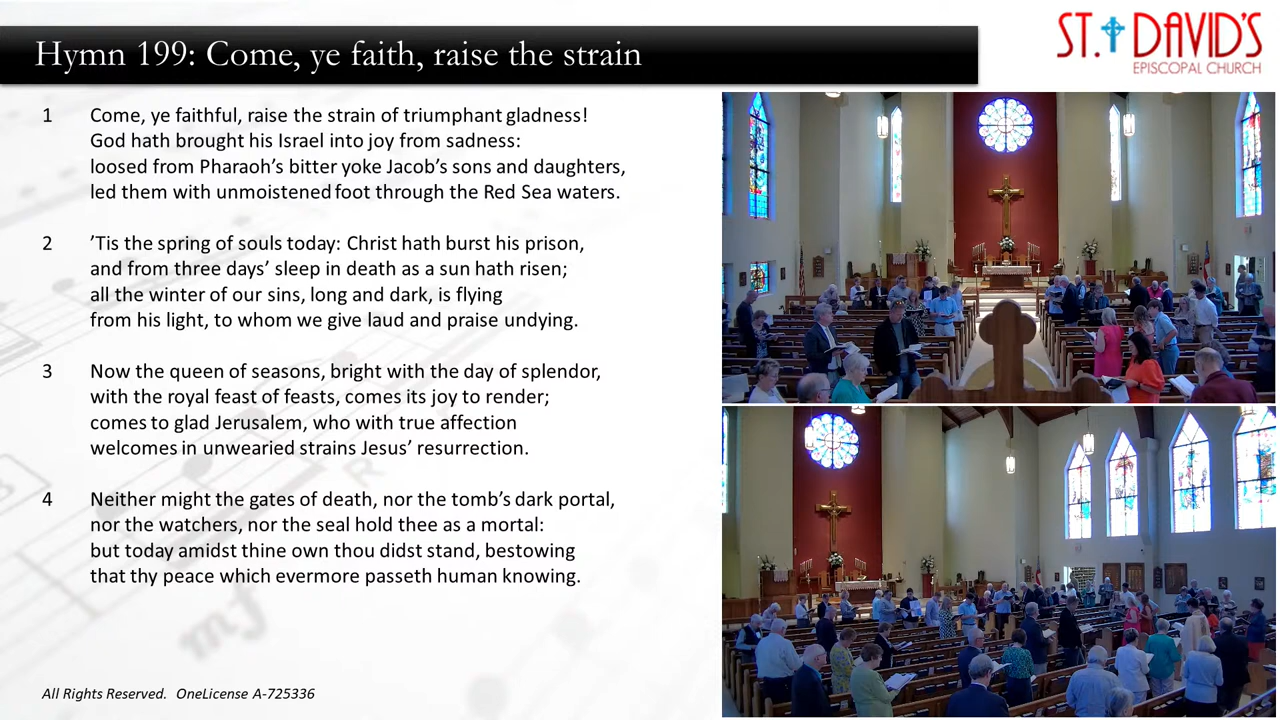 Hymn 199: Come, ye faith, raise the strain
ST. DAVID'S
EPISCOPAL CHURCH
1 Come, ye faithful, raise the strain of triumphant gladness!
God hath brought his Israel into joy from sadness:
loosed from Pharaoh’s bitter yoke Jacob’s sons and daughters,
led them with unmoistened foot through the Red Sea waters.
2 ’Tis the spring of souls today: Christ hath burst his prison,
and from three days’ sleep in death as a sun hath risen;
all the winter of our sins, long and dark, is flying
from his light, to whom we give laud and praise undying.
3 Now the queen of seasons, bright with the day of splendor,
with the royal feast of feasts, comes its joy to render;
comes to glad Jerusalem, who with true affection
welcomes in unwearied strains Jesus’ resurrection.
4 Neither might the gates of death, nor the tomb’s dark portal,
nor the watchers, nor the seal hold thee as a mortal:
but today amidst thine own thou didst stand, bestowing
that thy peace which evermore passeth human knowing.
mf
All Rights Reserved. OneLicense A-725336